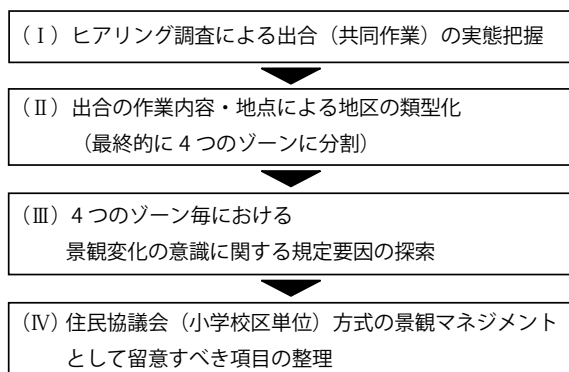 （Ⅰ）ヒアリング調査による出合（共同作業）の実態把握
（Ⅱ）出合の作業内容・地点による地区の類型化
（最終的に４つのゾーンに分割）
（Ⅲ）４つのゾーン毎における
景観変化の意識に関する規定要因の探索
（Ⅳ）住民協議会（小学校区単位）方式の景観マネジメント
として留意すべき項目の整理